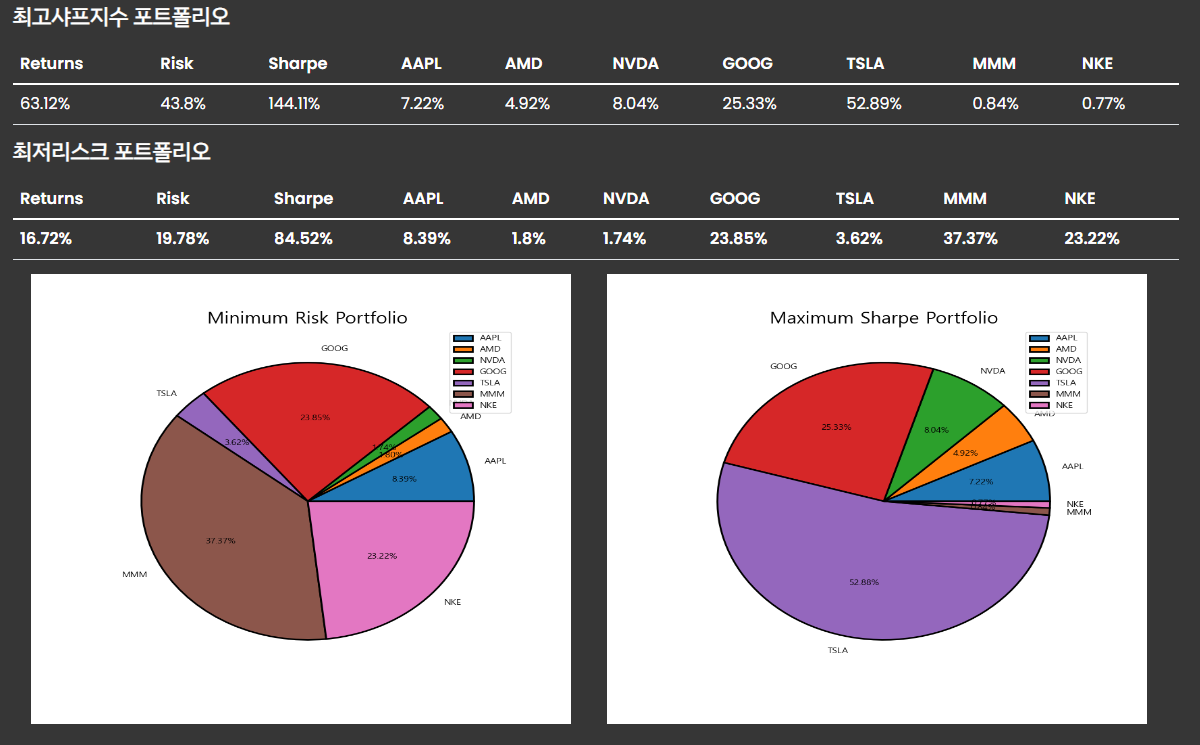 최고샤프지수 포트폴리오
Returns Risk Sharpe AAPL AMD NVDA GOOG TSLA MMM NKE
63.12% 43.8% 144.11% 7.22% 4.92% 8.04% 25.33% 52.89% 0.84% 0.77%
최저리스크 포트폴리오
Returns Risk Sharpe AAPL AMD NVDA GOOG TSLA MMM NKE
16.72% 19.78% 84.52% 8.39% 1.8% 1.74% 23.85% 3.62% 37.37% 23.22%
Minimum Risk Portfolio
AAPL
AMD
NVDA
GOOG
TSLA
MMM
NKE
GOOG
TSLA
AMD
AAPL
MMM
NKE
23.85%
3.62%
1.74%
1.80%
8.39%
37.37%
23.22%
Maximum Sharpe Portfolio
AAPL
AMD
NVDA
GOOG
TSLA
MMM
NKE
GOOG
NVDA
AMD
AAPL
NKE
MMM
TSLA
25.33%
8.04%
4.92%
7.22%
52.88%